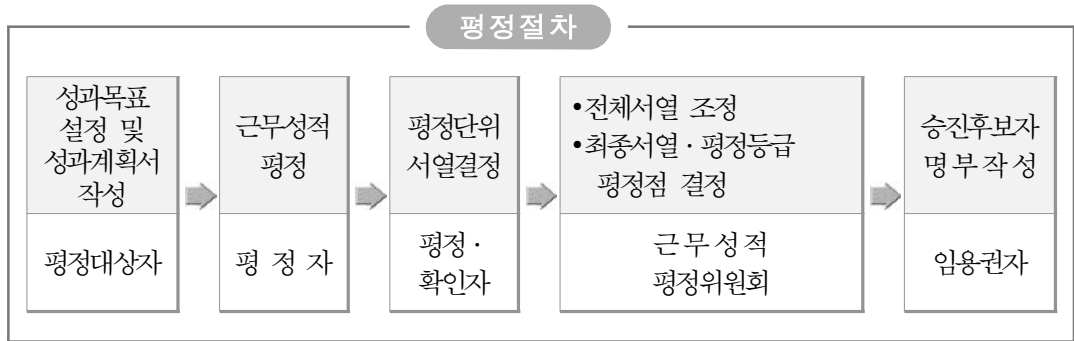 평정절차
성과목표
설정 및
성과계획서
작성
평정대상자
근무성적
평정
평 정 자
평정단위
서열결정
평정·
확인자
•전체서열 조정
•최종서열·평정등급
평정점 결정
근무성적
평정위원회
승진후보자
명부작성
임용권자